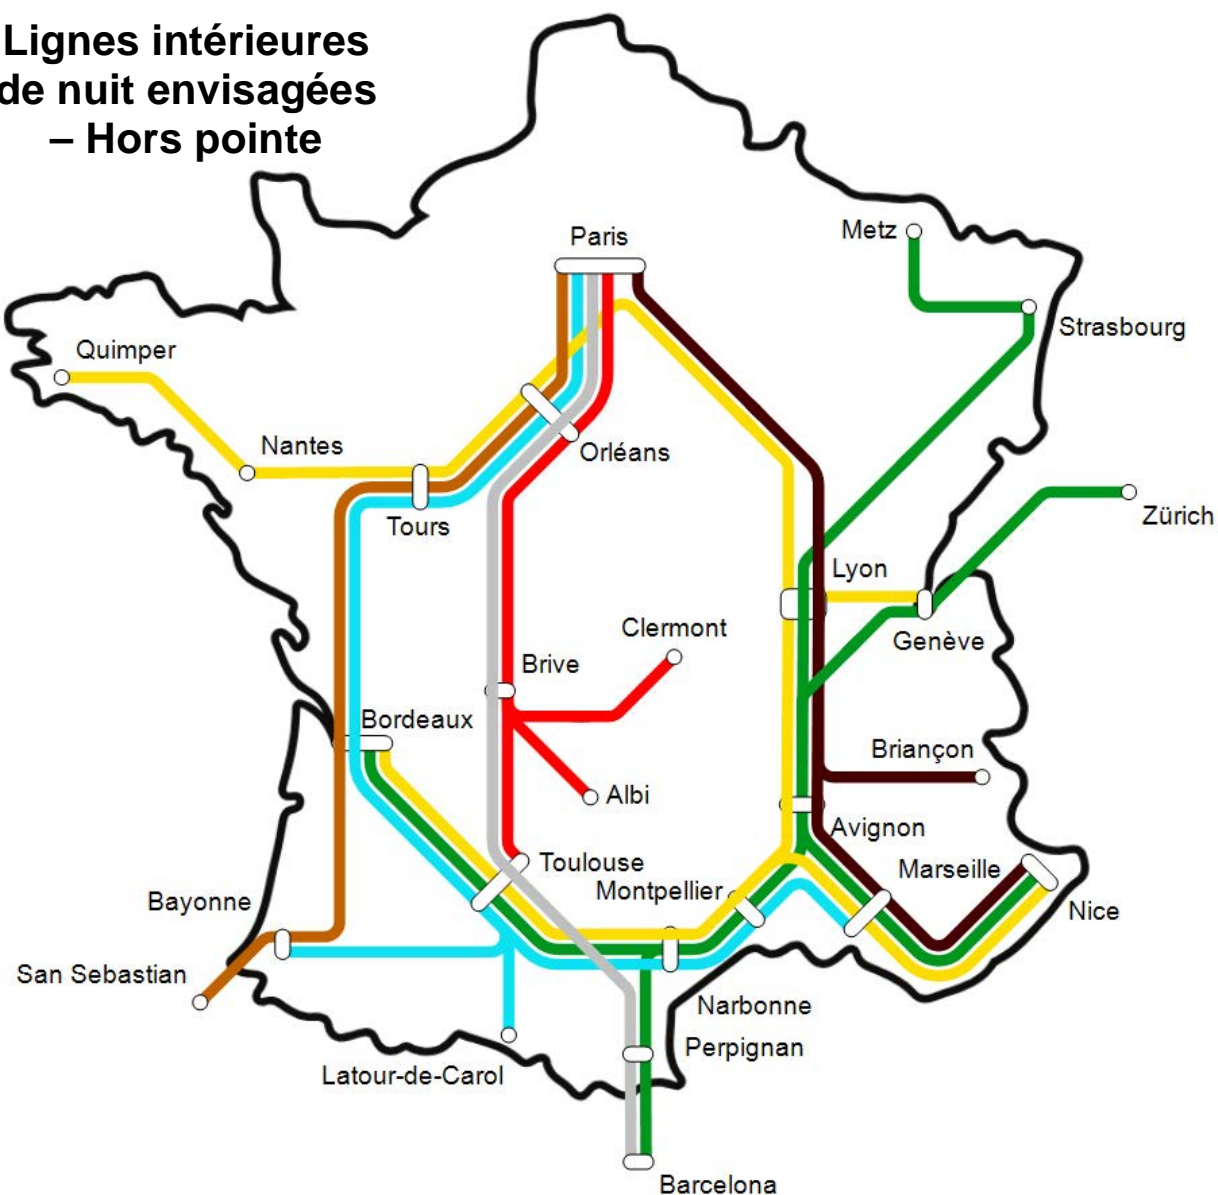 Lignes intérieures
de nuit envisagées
– Hors pointe
Paris
Metz
Strasbourg
Quimper
Nantes
Orléans
Tours
Zürich
Lyon
Genève
Clermont
Brive
Bordeaux
Briançon
Albi
Avignon
Toulouse
Marseille
Montpellier
Bayonne
Nice
San Sebastian
Narbonne
Perpignan
Latour-de-Carol
Barcelona